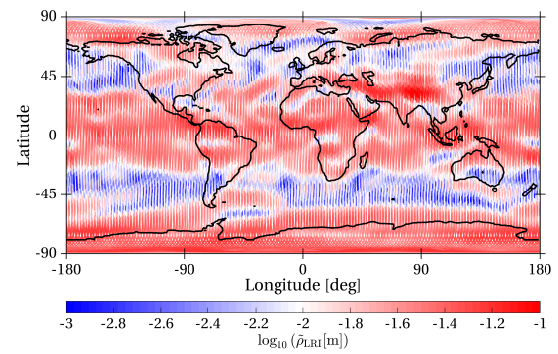 90
45
0
-45
-90
Latitude
-180 -90 0 90 180
Longitude [deg]
-3 -2.8 -2.6 -2.4 -2.2 -2 -1.8 -1.6 -1.4 -1.2 -1
log₁₀ (ρ̃_LRI[m])